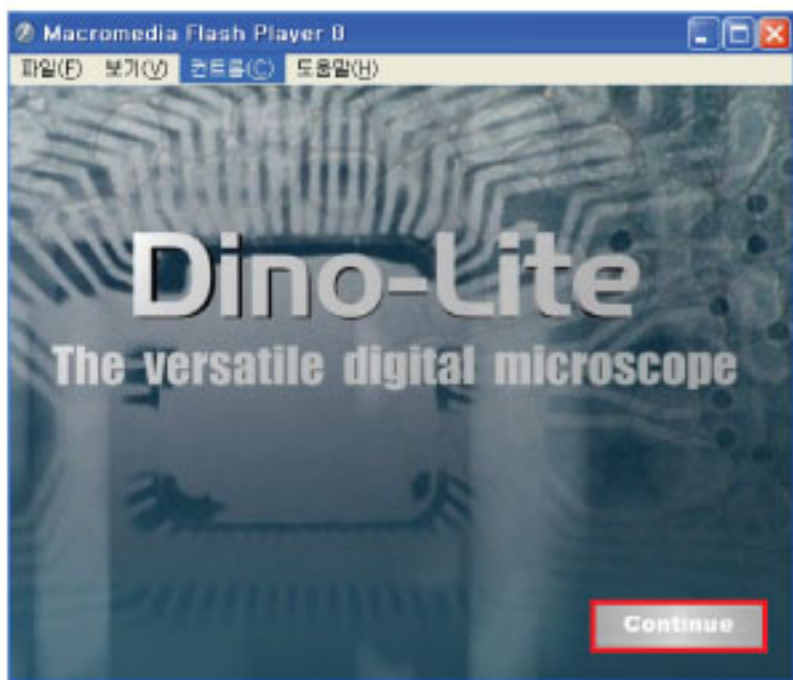 Macromedia Flash Player 8
파일(F) 보기(V) 컨트롤(C) 도움말(H)
Dino-Lite
The versatile digital microscope
Continue